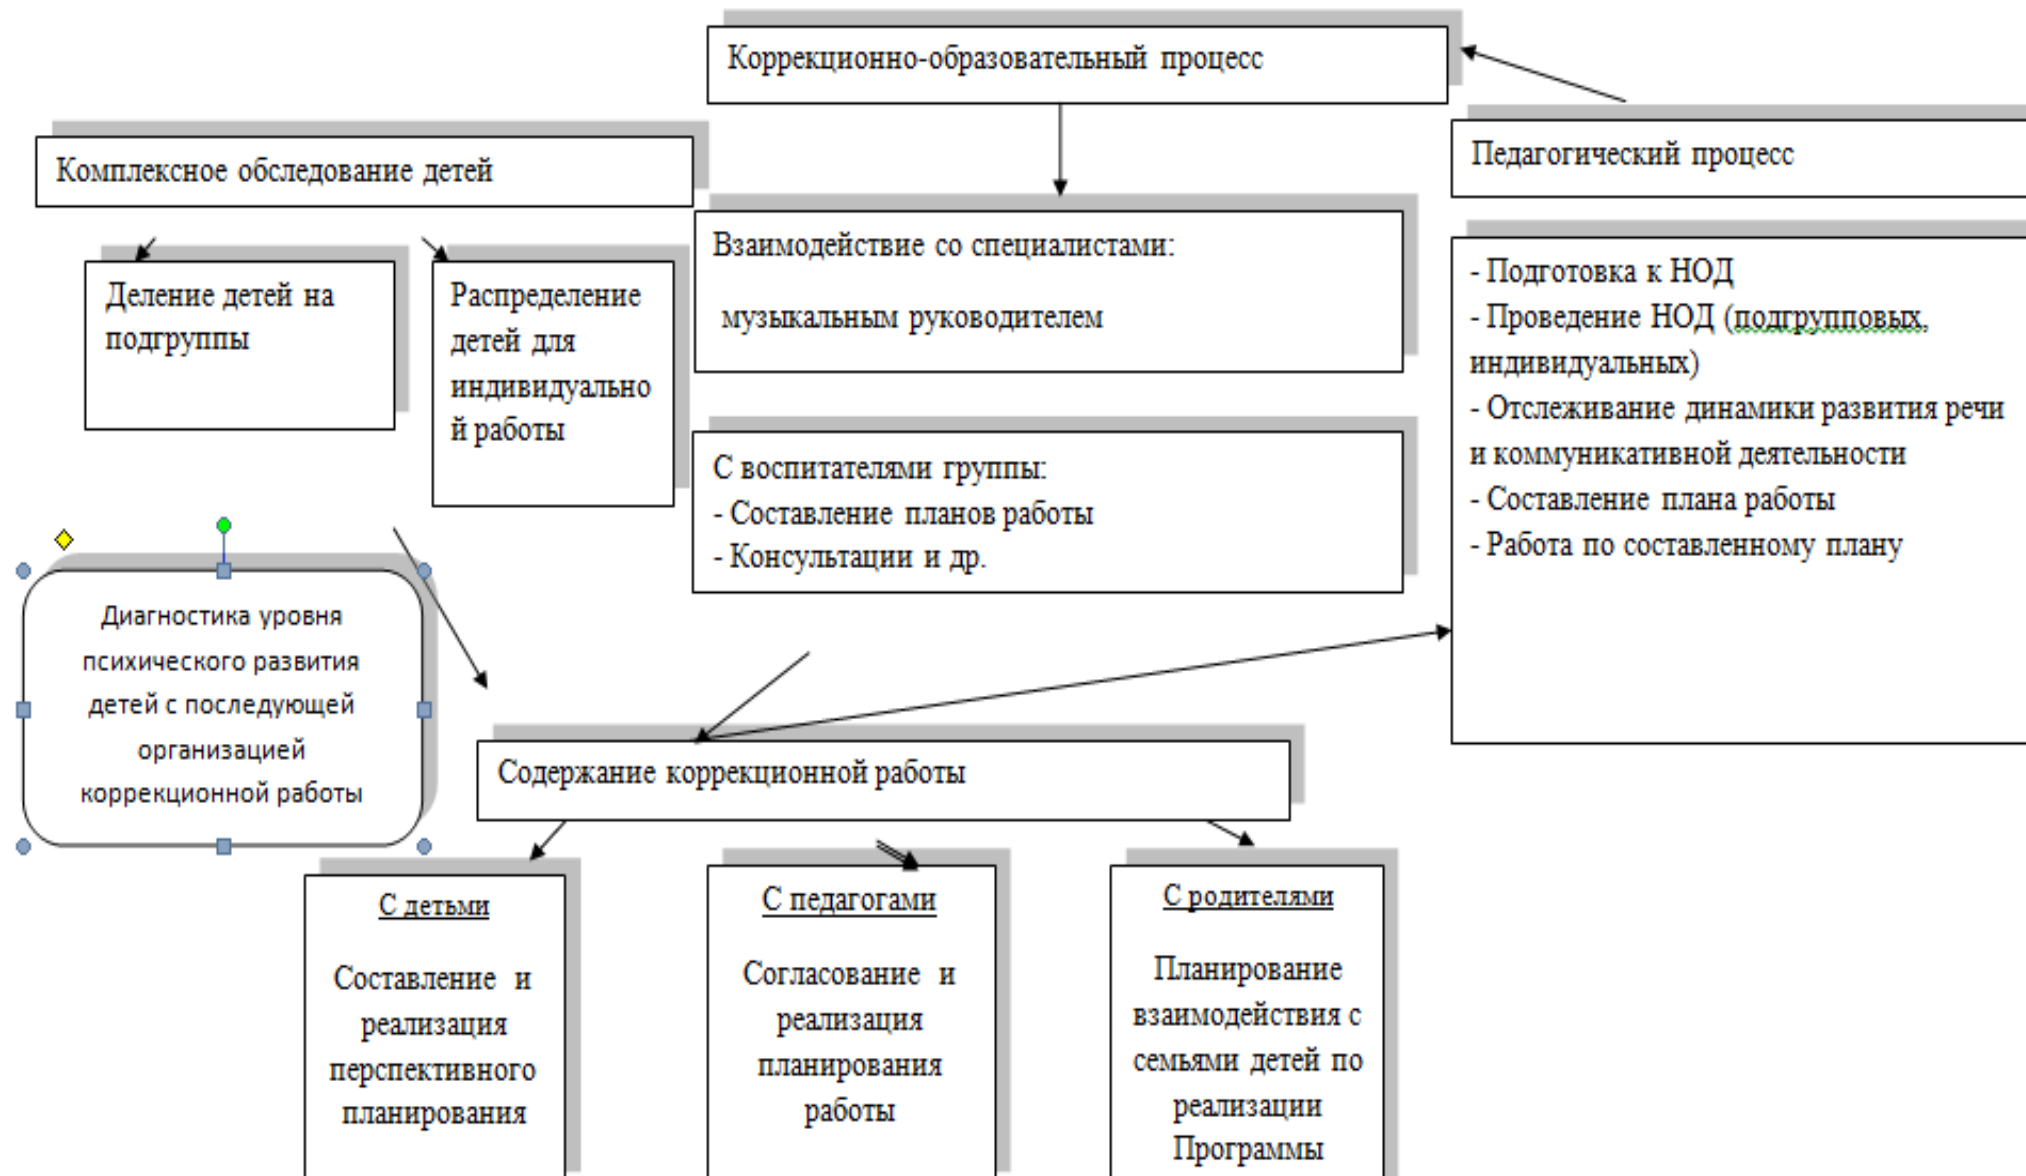 Коррекционно-образовательный процесс
Комплексное обследование детей
Педагогический процесс
Деление детей на
подгруппы
Распределение
детей для
индивидуально
й работы
Взаимодействие со специалистами:
музыкальным руководителем
С воспитателями группы:
- Составление планов работы
- Консультации и др.
- Подготовка к НОД
- Проведение НОД (подгрупповых,
индивидуальных)
- Отслеживание динамики развития речи
и коммуникативной деятельности
- Составление плана работы
- Работа по составленному плану
Диагностика уровня
психического развития
детей с последующей
организацией
коррекционной работы
Содержание коррекционной работы
С детьми
Составление и
реализация
перспективного
планирования
С педагогами
Согласование и
реализация
планирования
работы
С родителями
Планирование
взаимодействия с
семьями детей по
реализации
Программы